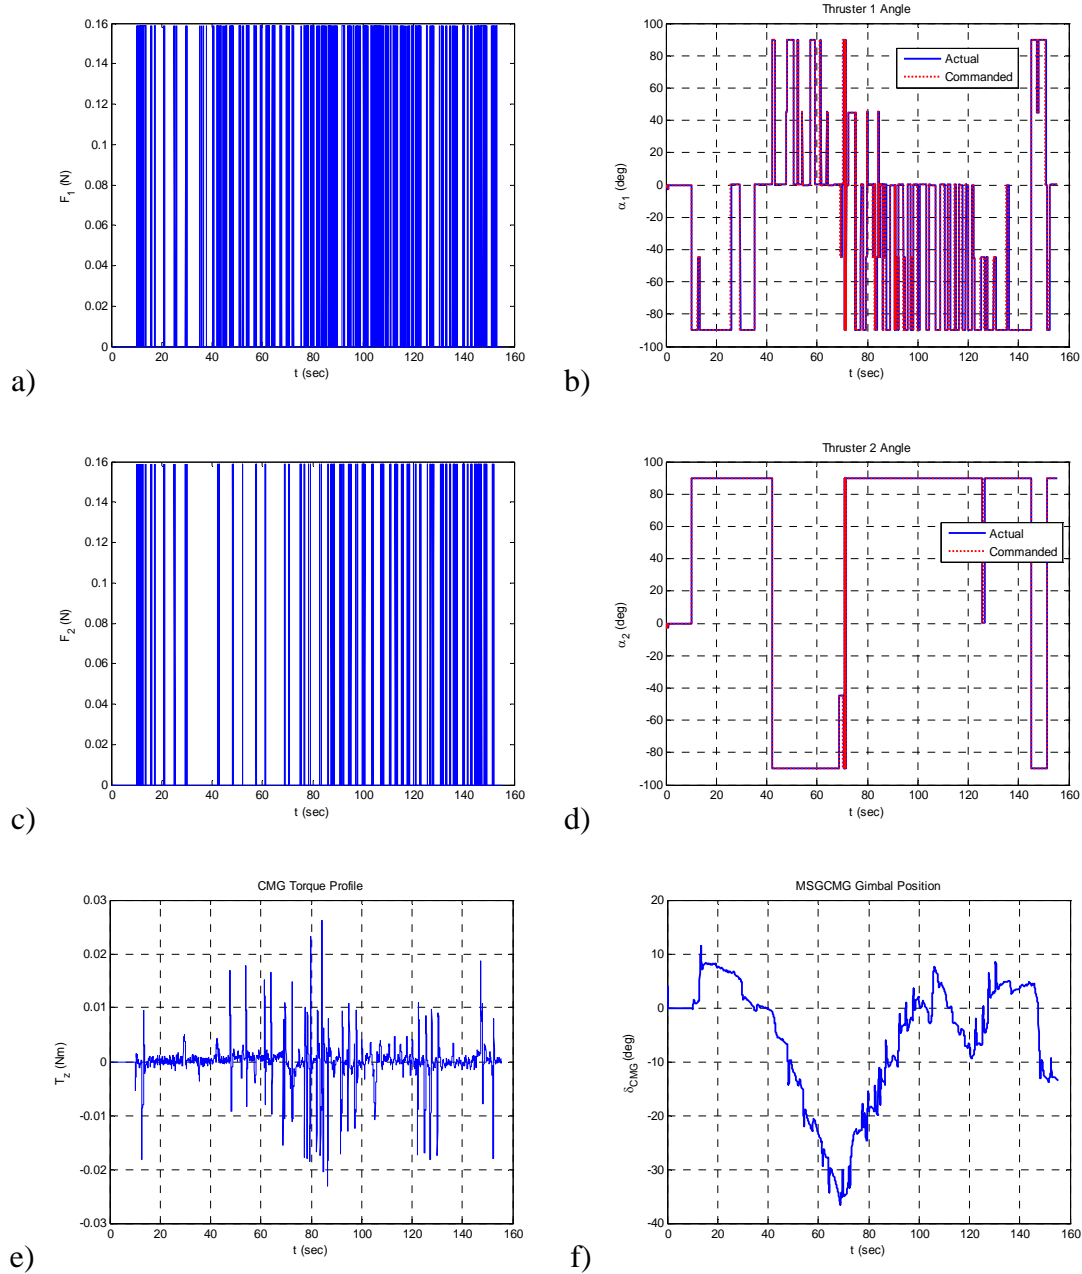 0.16
0.14
0.12
0.1
0.08
0.06
0.04
0.02
0
F1 (N)
0 20 40 60 80 100 120 140 160
t (sec)
a)
Thruster 1 Angle
100
80
60
40
20
0
-20
-40
-60
-80
-100
α1 (deg)
Actual
Commanded
0 20 40 60 80 100 120 140 160
t (sec)
b)
0.16
0.14
0.12
0.1
0.08
0.06
0.04
0.02
0
F2 (N)
0 20 40 60 80 100 120 140 160
t (sec)
c)
Thruster 2 Angle
100
80
60
40
20
0
-20
-40
-60
-80
-100
α2 (deg)
Actual
Commanded
0 20 40 60 80 100 120 140 160
t (sec)
d)
CMG Torque Profile
0.03
0.02
0.01
0
-0.01
-0.02
-0.03
Tz (Nm)
0 20 40 60 80 100 120 140 160
t (sec)
e)
MSGCMG Gimbal Position
20
10
0
-10
-20
-30
-40
δCMG (deg)
0 20 40 60 80 100 120 140 160
t (sec)
f)